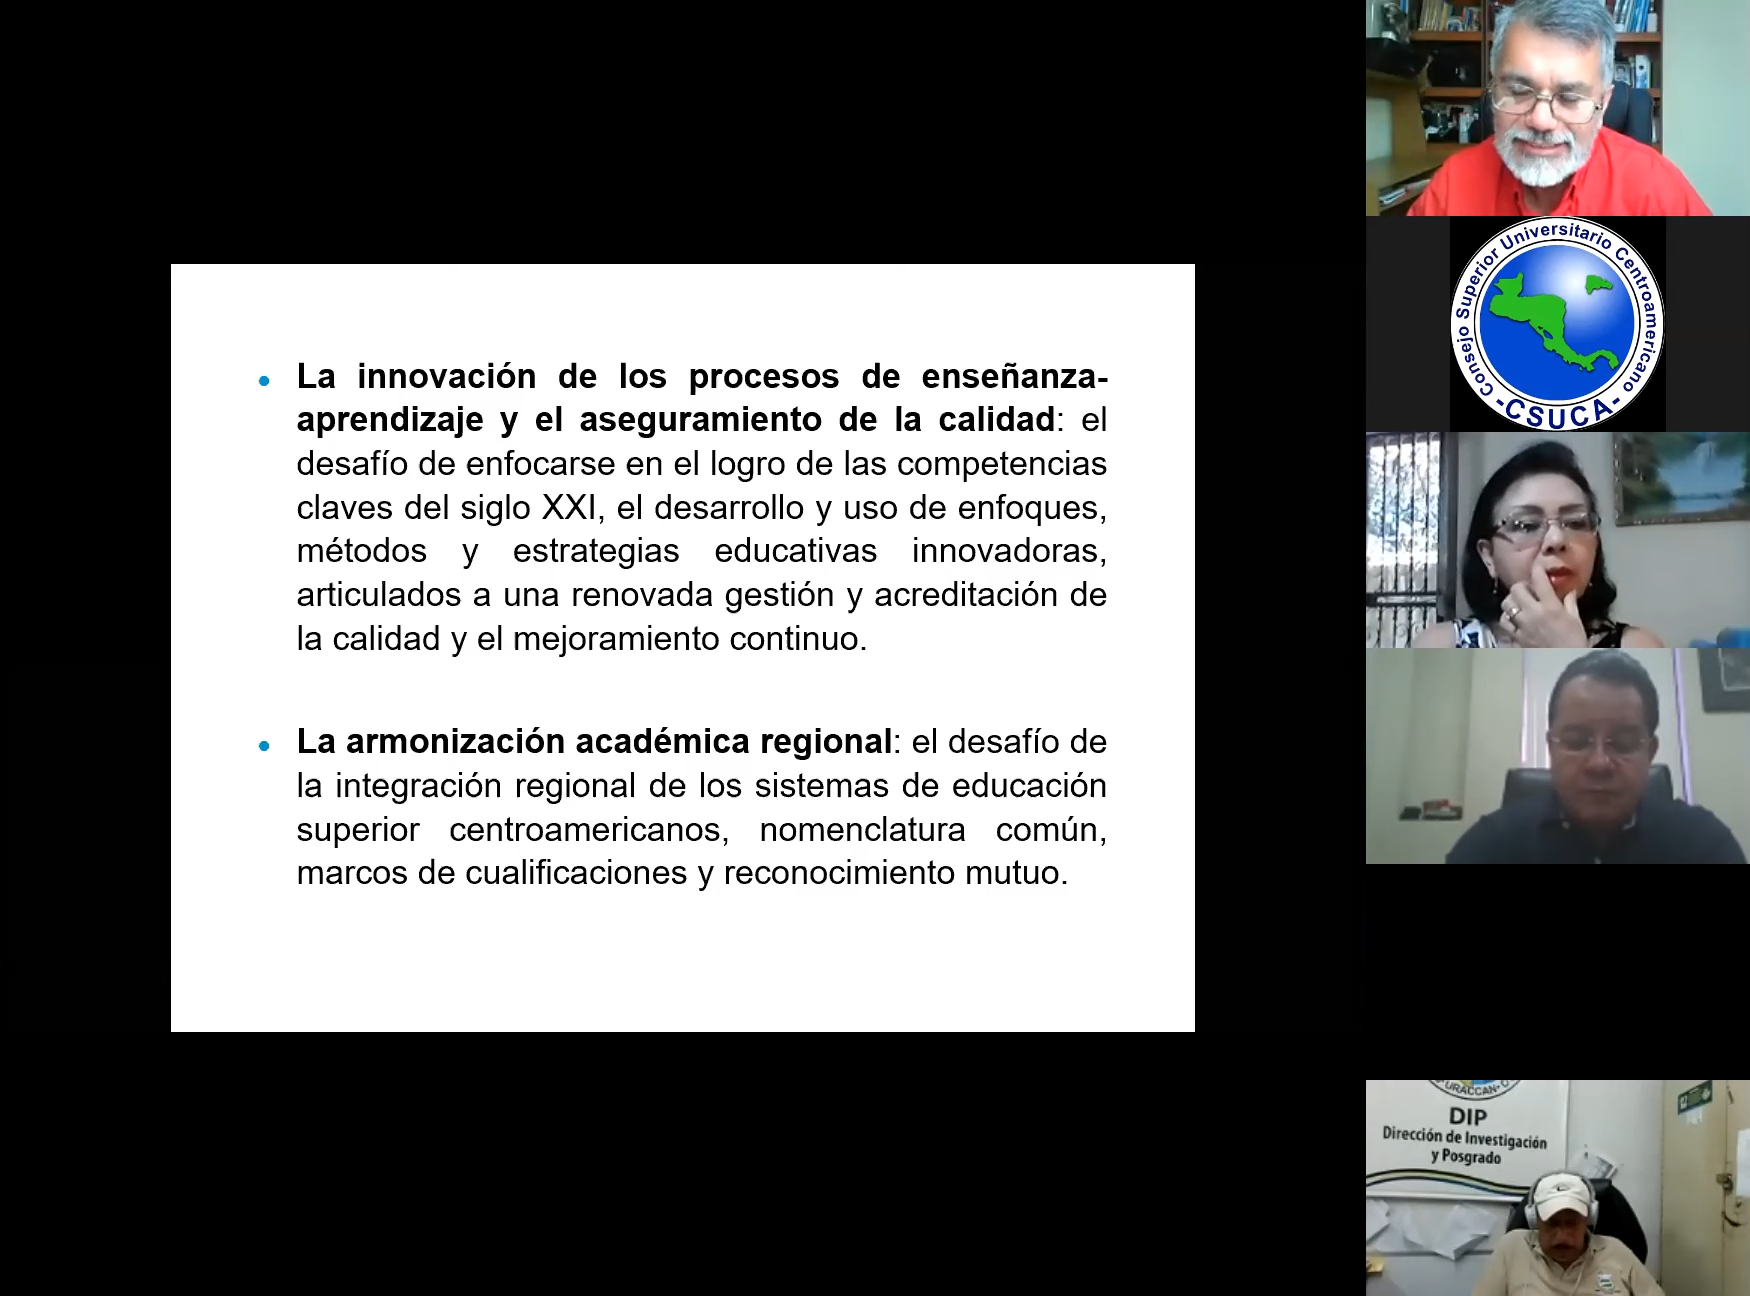 • La innovación de los procesos de enseñanza-
aprendizaje y el aseguramiento de la calidad: el
desafío de enfocarse en el logro de las competencias
claves del siglo XXI, el desarrollo y uso de enfoques,
métodos y estrategias educativas innovadoras,
articulados a una renovada gestión y acreditación de
la calidad y el mejoramiento continuo.
• La armonización académica regional: el desafío de
la integración regional de los sistemas de educación
superior centroamericanos, nomenclatura común,
marcos de cualificaciones y reconocimiento mutuo.
Consejo Superior Universitario Centroamericano
-CSUCA-
URACCAN
DIP
Dirección de Investigación
y Posgrado